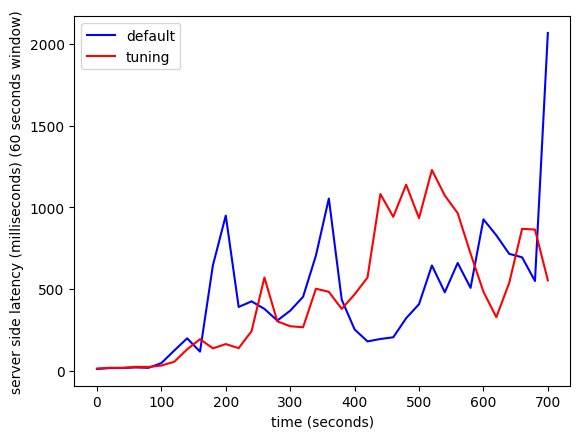 default
tuning
server side latency (milliseconds) (60 seconds window)
2000
1500
1000
500
0
0 100 200 300 400 500 600 700
time (seconds)